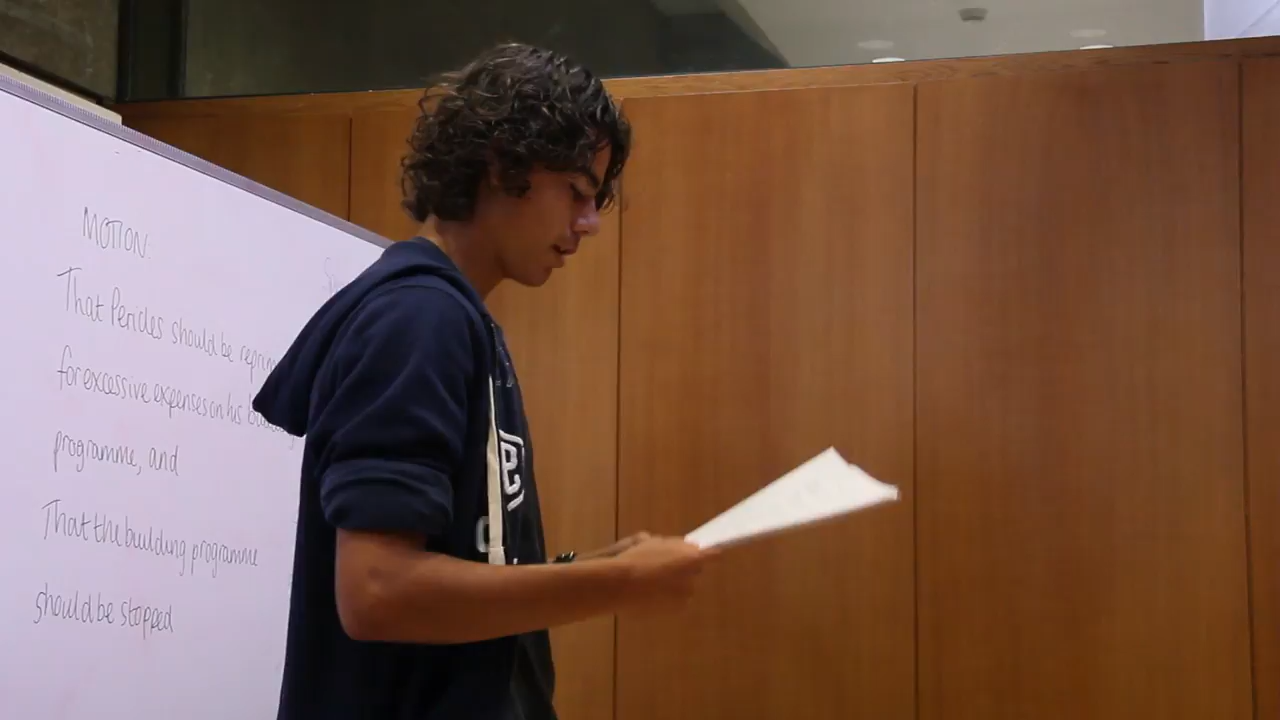 MOTION:
That Pericles should be
for excessive expenses on his
programme, and
That the building programme
should be stopped